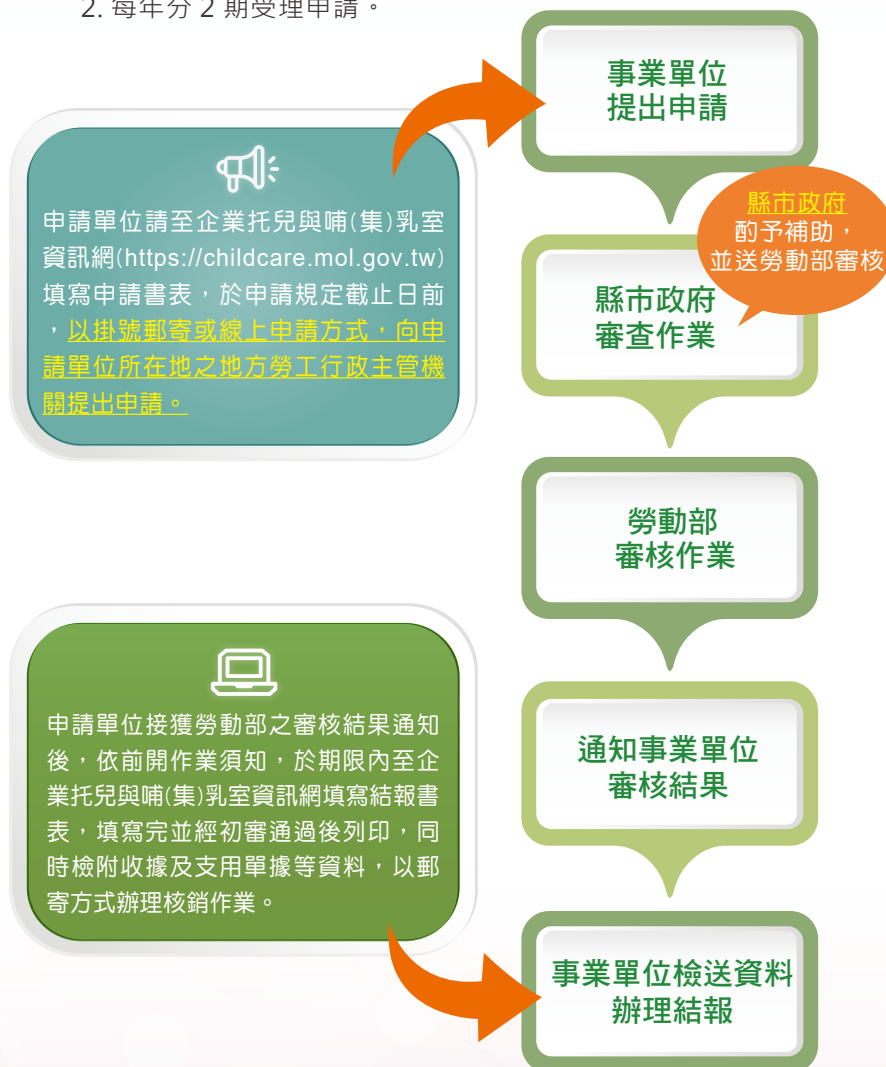 2. 每年分 2 期受理申請。
事業單位
提出申請
申請單位請至企業托兒與哺(集)乳室
資訊網(https://childcare.mol.gov.tw)
填寫申請書表，於申請規定截止日前
，以掛號郵寄或線上申請方式，向申
請單位所在地之地方勞工行政主管機
關提出申請。
縣市政府
酌予補助，
並送勞動部審核
縣市政府
審查作業
勞動部
審核作業
通知事業單位
審核結果
申請單位接獲勞動部之審核結果通知
後，依前開作業須知，於期限內至企
業托兒與哺(集)乳室資訊網填寫結報書
表，填寫完並經初審通過後列印，同
時檢附收據及支用單據等資料，以郵
寄方式辦理核銷作業。
事業單位檢送資料
辦理結報